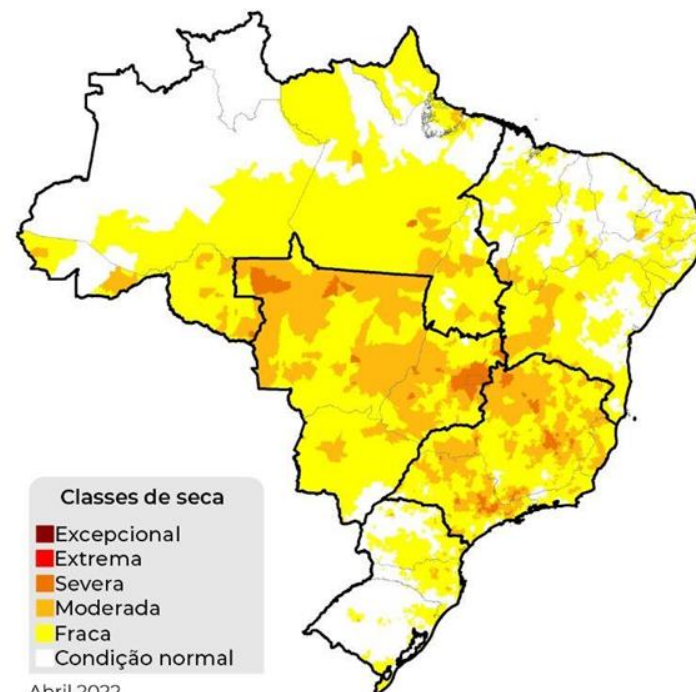 Classes de seca
Excepcional
Extrema
Severa
Moderada
Fraca
Condição normal
Abril 2022